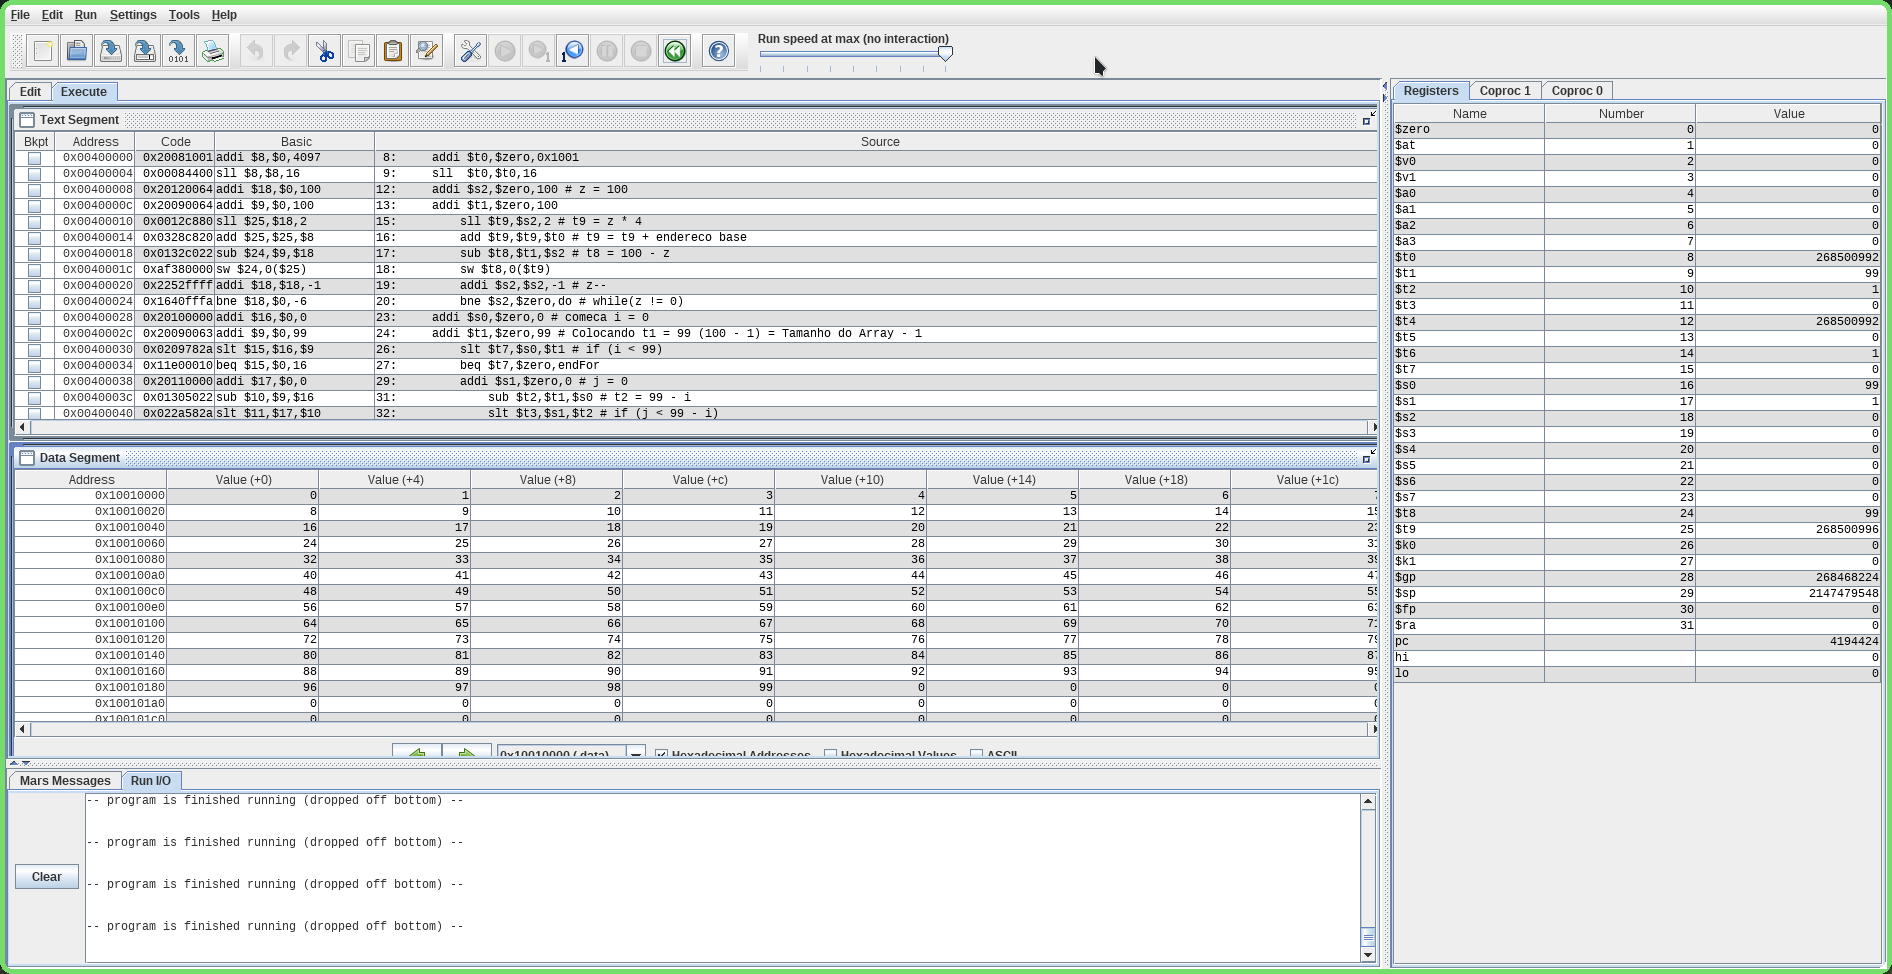 File Edit Run Settings Tools Help
Run speed at max (no interaction)
0101
1 1
Edit Execute
Text Segment
Bkpt Address Code Basic Source
0x00400000 0x20081001 addi $8,$0,4097 8: addi $t0,$zero,0x1001
0x00400004 0x00084400 sll $8,$8,16 9: sll $t0,$t0,16
0x00400008 0x20120064 addi $18,$0,100 12: addi $s2,$zero,100 # z = 100
0x0040000c 0x20090064 addi $9,$0,100 13: addi $t1,$zero,100
0x00400010 0x0012c880 sll $25,$18,2 15: sll $t9,$s2,2 # t9 = z * 4
0x00400014 0x0328c820 add $25,$25,$8 16: add $t9,$t9,$t0 # t9 = t9 + endereco base
0x00400018 0x0132c022 sub $24,$9,$18 17: sub $t8,$t1,$s2 # t8 = 100 - z
0x0040001c 0xaf380000 sw $24,0($25) 18: sw $t8,0($t9)
0x00400020 0x2252ffff addi $18,$18,-1 19: addi $s2,$s2,-1 # z--
0x00400024 0x1640fffa bne $18,$0,-6 20: bne $s2,$zero,do # while(z != 0)
0x00400028 0x20100000 addi $16,$0,0 23: addi $s0,$zero,0 # comeca i = 0
0x0040002c 0x20090063 addi $9,$0,99 24: addi $t1,$zero,99 # Colocando t1 = 99 (100 - 1) = Tamanho do Array - 1
0x00400030 0x0209782a slt $15,$16,$9 26: slt $t7,$s0,$t1 # if (i < 99)
0x00400034 0x11e00010 beq $15,$0,16 27: beq $t7,$zero,endFor
0x00400038 0x20110000 addi $17,$0,0 29: addi $s1,$zero,0 # j = 0
0x0040003c 0x01305022 sub $10,$9,$16 31: sub $t2,$t1,$s0 # t2 = 99 - i
0x00400040 0x022a582a slt $11,$17,$10 32: slt $t3,$s1,$t2 # if (j < 99 - i)
Data Segment
Address Value (+0) Value (+4) Value (+8) Value (+c) Value (+10) Value (+14) Value (+18) Value (+1c)
0x10010000 0 1 2 3 4 5 6
0x10010020 8 9 10 11 12 13 14
0x10010040 16 17 18 19 20 21 22
0x10010060 24 25 26 27 28 29 30
0x10010080 32 33 34 35 36 37 38
0x100100a0 40 41 42 43 44 45 46
0x100100c0 48 49 50 51 52 53 54
0x100100e0 56 57 58 59 60 61 62
0x10010100 64 65 66 67 68 69 70
0x10010120 72 73 74 75 76 77 78
0x10010140 80 81 82 83 84 85 86
0x10010160 88 89 90 91 92 93 94
0x10010180 96 97 98 99 0 0 0
0x100101a0 0 0 0 0 0 0 0
0x100101c0 0 0 0 0 0 0 0
0x10010000 (.data) Hexadecimal Addresses Hexadecimal Values ASCII
Mars Messages Run I/O
Clear
-- program is finished running (dropped off bottom) --
-- program is finished running (dropped off bottom) --
-- program is finished running (dropped off bottom) --
-- program is finished running (dropped off bottom) --
Registers Coproc 1 Coproc 0
Name Number Value
$zero 0 0
$at 1 0
$v0 2 0
$v1 3 0
$a0 4 0
$a1 5 0
$a2 6 0
$a3 7 0
$t0 8 268500992
$t1 9 99
$t2 10 1
$t3 11 0
$t4 12 268500992
$t5 13 0
$t6 14 1
$t7 15 0
$s0 16 99
$s1 17 1
$s2 18 0
$s3 19 0
$s4 20 0
$s5 21 0
$s6 22 0
$s7 23 0
$t8 24 99
$t9 25 268500996
$k0 26 0
$k1 27 0
$gp 28 268468224
$sp 29 2147479548
$fp 30 0
$ra 31 0
pc 4194424
hi 0
lo 0